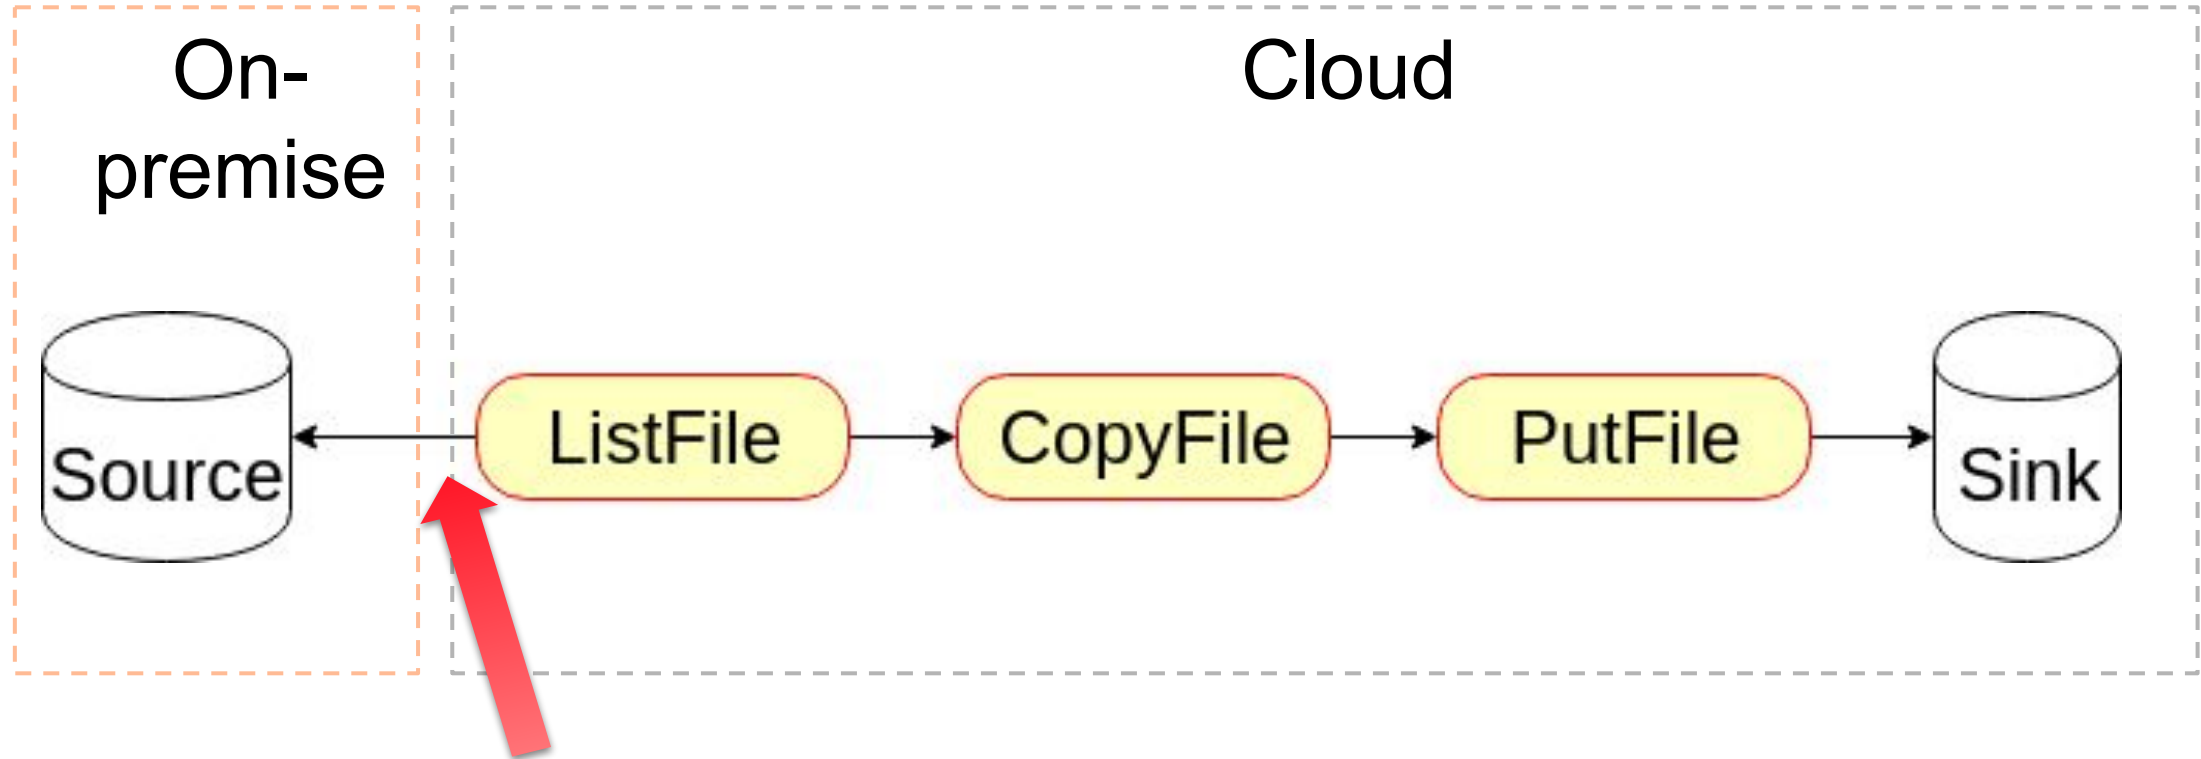 On-
premise
Cloud
Source
ListFile
CopyFile
PutFile
Sink